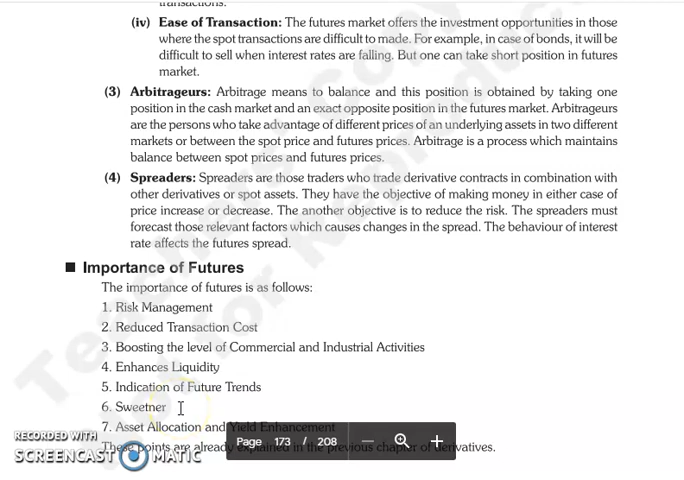 transactions.
(iv) Ease of Transaction: The futures market offers the investment opportunities in those
where the spot transactions are difficult to made. For example, in case of bonds, it will be
difficult to sell when interest rates are falling. But one can take short position in futures
market.
(3) Arbitrageurs: Arbitrage means to balance and this position is obtained by taking one
position in the cash market and an exact opposite position in the futures market. Arbitrageurs
are the persons who take advantage of different prices of an underlying assets in two different
markets or between the spot price and futures prices. Arbitrage is a process which maintains
balance between spot prices and futures prices.
(4) Spreaders: Spreaders are those traders who trade derivative contracts in combination with
other derivatives or spot assets. They have the objective of making money in either case of
price increase or decrease. The another objective is to reduce the risk. The spreaders must
forecast those relevant factors which causes changes in the spread. The behaviour of interest
rate affects the futures spread.
■ Importance of Futures
The importance of futures is as follows:
1. Risk Management
2. Reduced Transaction Cost
3. Boosting the level of Commercial and Industrial Activities
4. Enhances Liquidity
5. Indication of Future Trends
6. Sweetner
7. Asset Allocation and Yield Enhancement
These points are already explained in the previous chapter of derivatives.
Page 173 / 208
RECORDED WITH
SCREENCAST MATIC
Teachers' Copy
Not for Reproduction